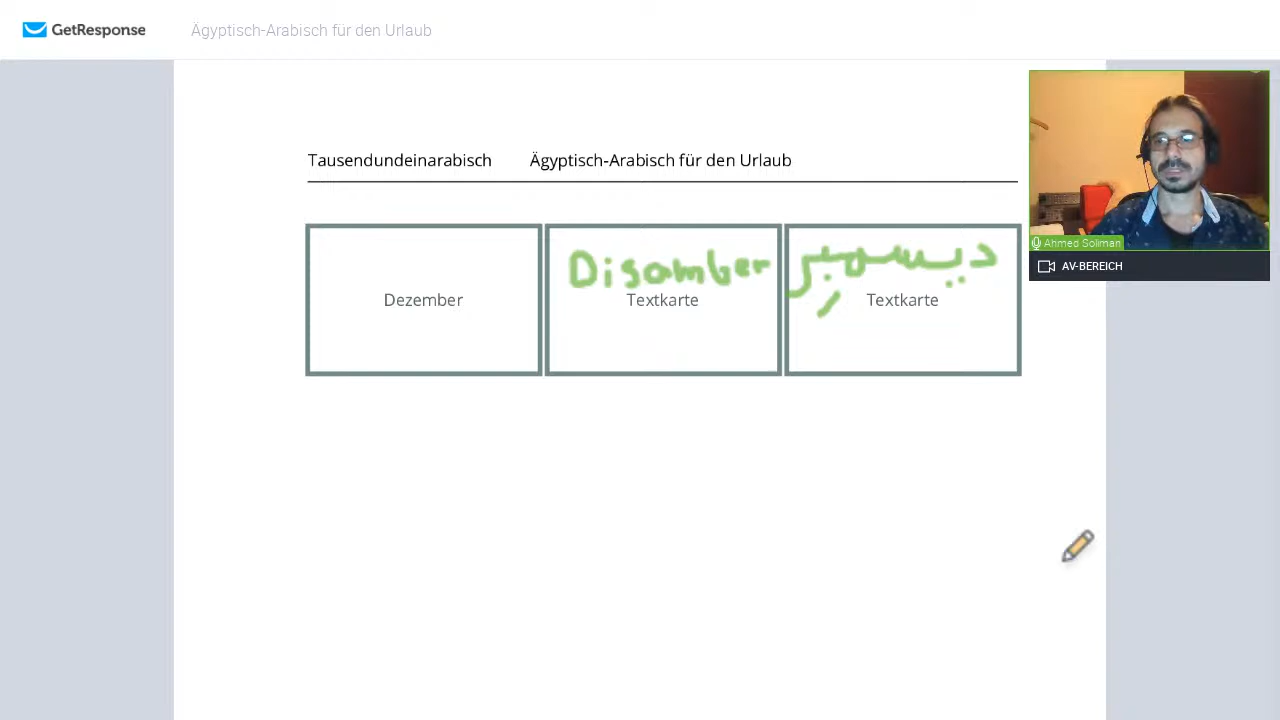 GetResponse Ägyptisch-Arabisch für den Urlaub
Tausendundeinarabisch Ägyptisch-Arabisch für den Urlaub
Disamber
ديسمبر
Dezember
Textkarte
Textkarte
Ahmed Soliman
AV-BEREICH